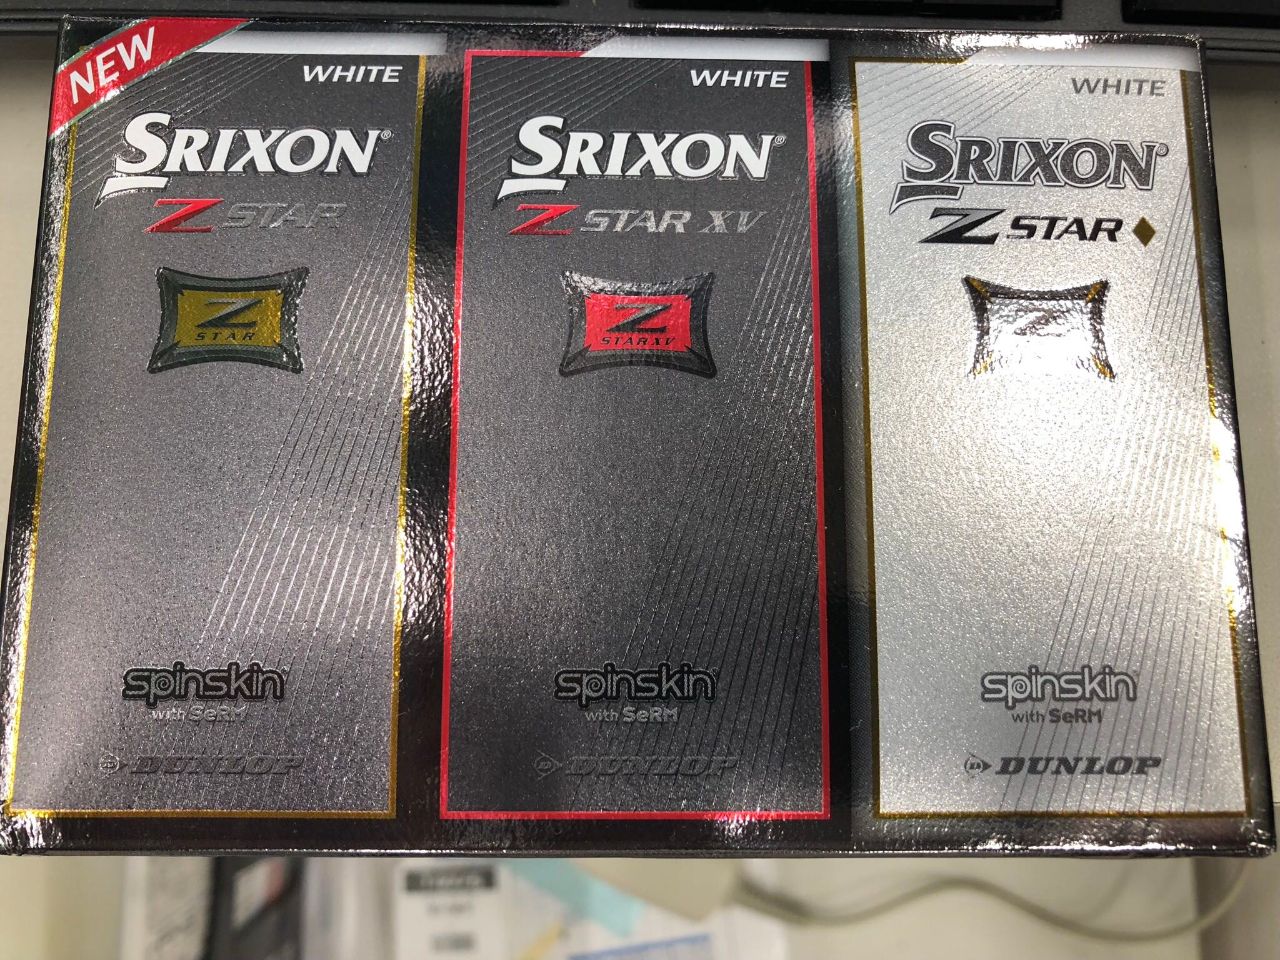 NEW
WHITE
SRIXON®
Z STAR
Z
STAR
spinskin
with SeRM
DUNLOP
WHITE
SRIXON®
Z STAR XV
Z
STAR XV
spinskin
with SeRM
DUNLOP
WHITE
SRIXON®
Z STAR ♦
Z
spinskin
with SeRM
DUNLOP